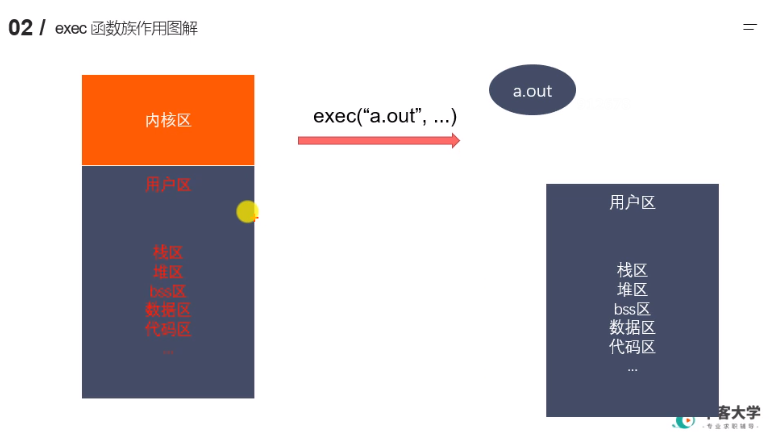 02 / exec 函数族作用图解
内核区
用户区
栈区
堆区
bss区
数据区
代码区
...
exec(“a.out”, ...)
a.out
用户区
栈区
堆区
bss区
数据区
代码区
...
客大学
-专业求职辅导-